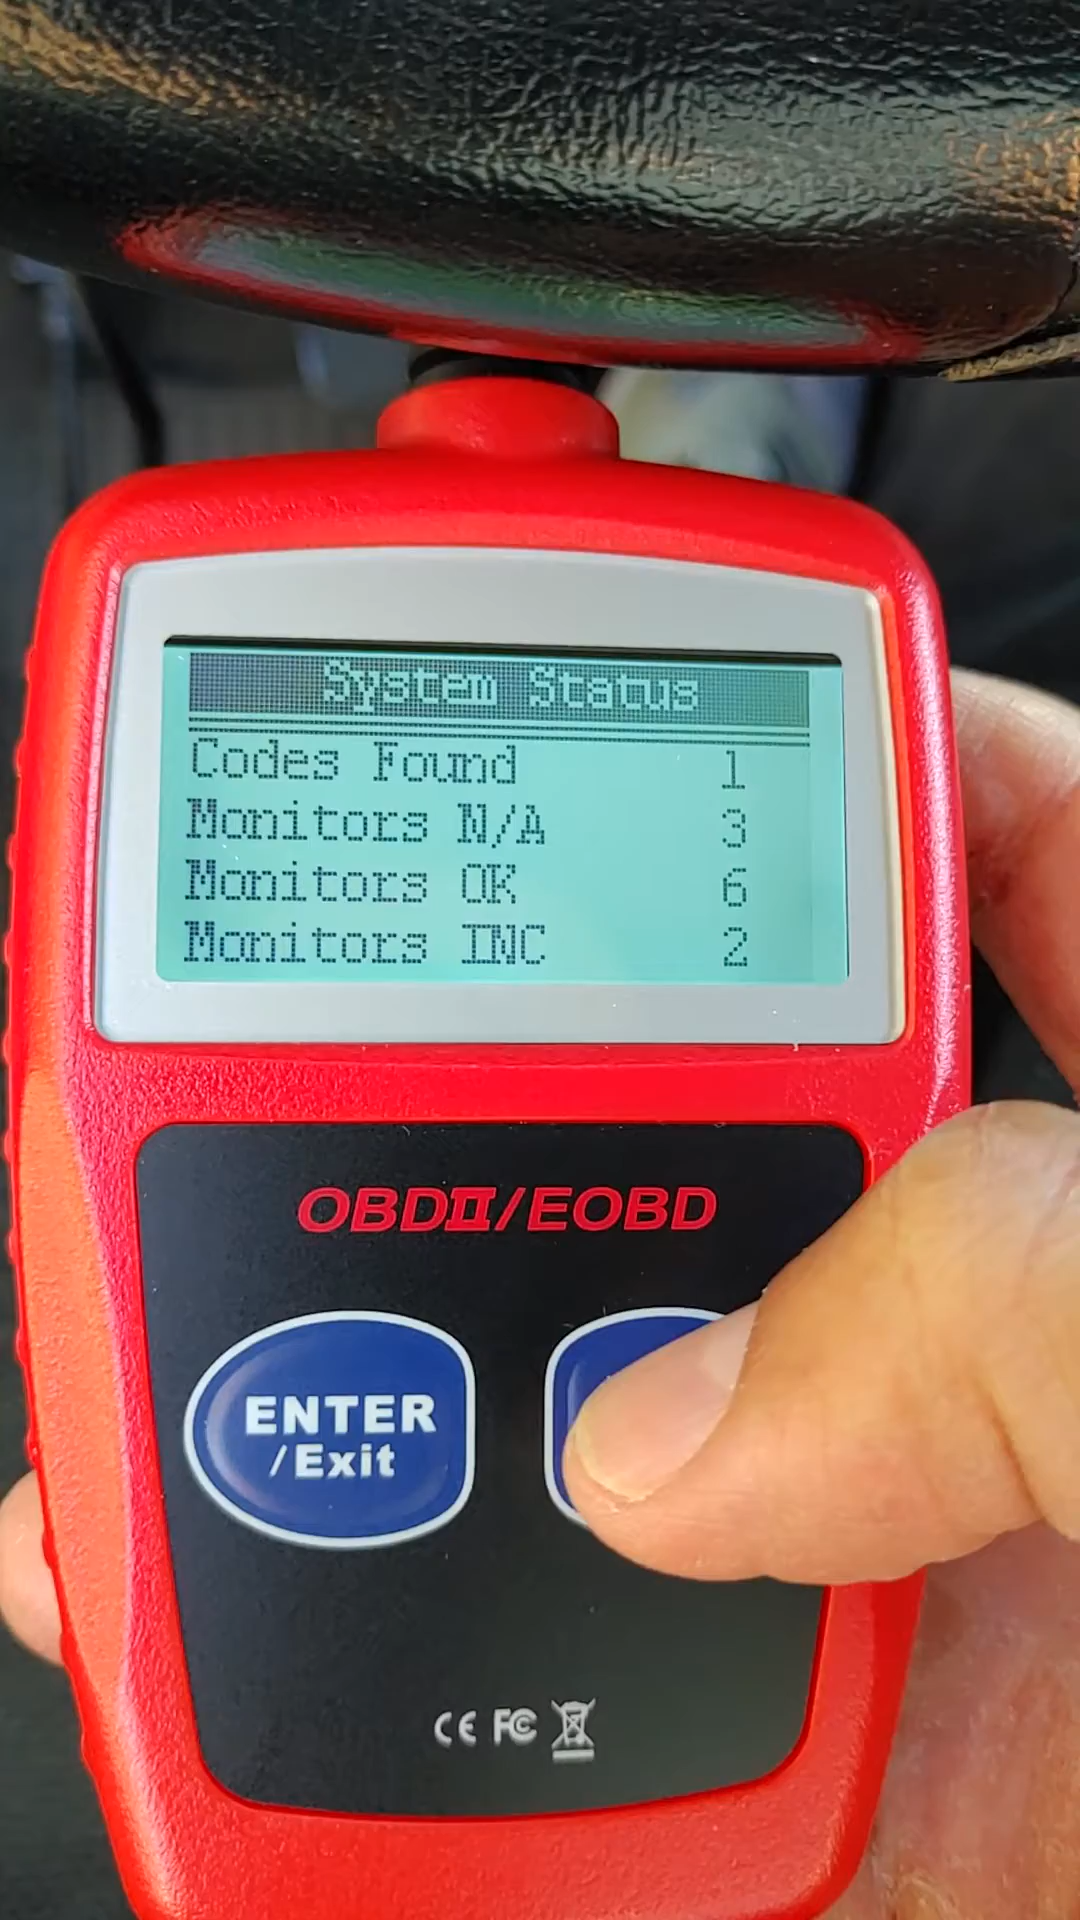 System Status
Codes Found 1
Monitors N/A 3
Monitors OK 6
Monitors INC 2
OBDII/EOBD
ENTER
/Exit
CE FC